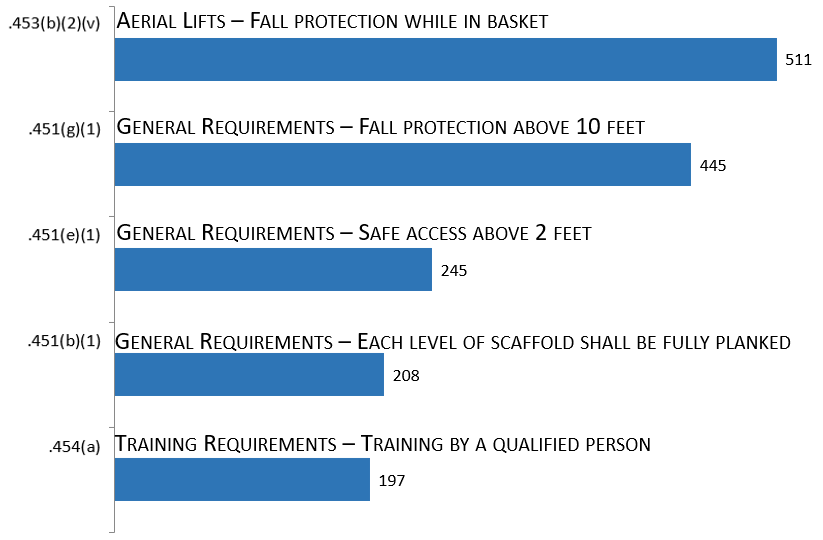 .453(b)(2)(v) Aerial Lifts – Fall protection while in basket
511
.451(g)(1) General Requirements – Fall protection above 10 feet
445
.451(e)(1) General Requirements – Safe access above 2 feet
245
.451(b)(1) General Requirements – Each level of scaffold shall be fully planked
208
.454(a) Training Requirements – Training by a qualified person
197